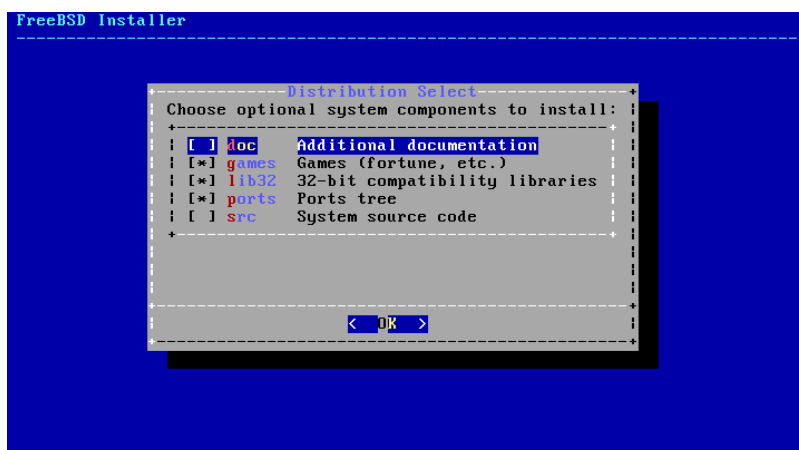 FreeBSD Installer
Distribution Select
Choose optional system components to install:
[ ] doc Additional documentation
[*] games Games (fortune, etc.)
[*] lib32 32-bit compatibility libraries
[*] ports Ports tree
[ ] src System source code
< OK >